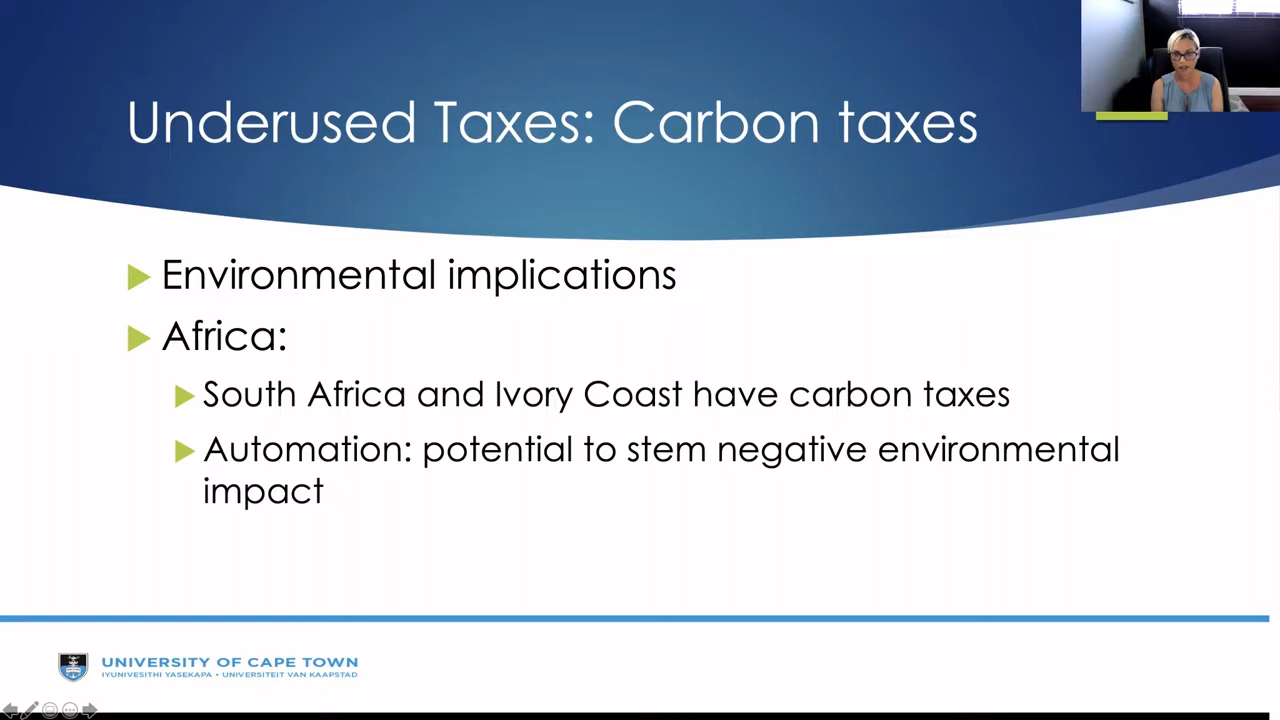 Underused Taxes: Carbon taxes
Environmental implications
Africa:
South Africa and Ivory Coast have carbon taxes
Automation: potential to stem negative environmental
impact
UNIVERSITY OF CAPE TOWN
IYUNIVESITHI YASEKAPA • UNIVERSITEIT VAN KAAPSTAD